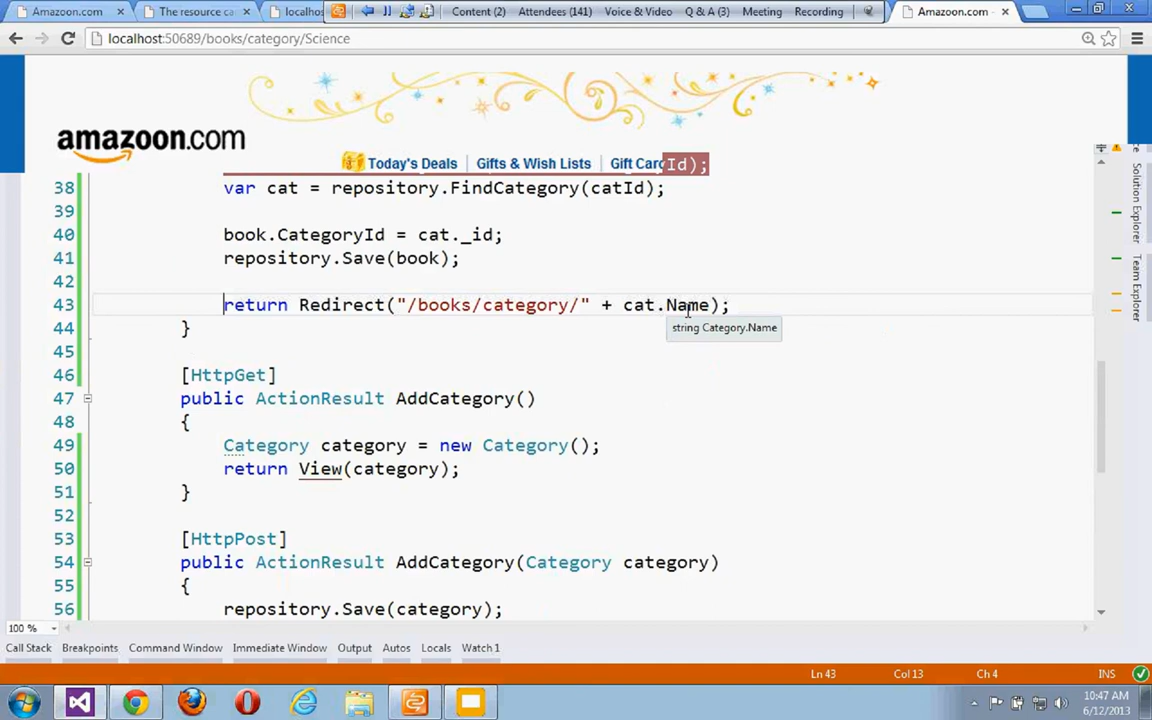 Amazoon.com
The resource ca
localhos
Content (2)
Attendees (141)
Voice & Video
Q & A (3)
Meeting
Recording
Amazoon.com -
localhost:50689/books/category/Science
amazoon.com
Today's Deals
Gifts & Wish Lists
Gift Card
Id);
38 var cat = repository.FindCategory(catId);
39
40 book.CategoryId = cat._id;
41 repository.Save(book);
42
43 return Redirect("/books/category/" + cat.Name);
string Category.Name
44 }
45
46 [HttpGet]
47 public ActionResult AddCategory()
48 {
49 Category category = new Category();
50 return View(category);
51 }
52
53 [HttpPost]
54 public ActionResult AddCategory(Category category)
55 {
56 repository.Save(category);
Solution Explorer
Team Explorer
100 %
Call Stack
Breakpoints
Command Window
Immediate Window
Output
Autos
Locals
Watch 1
Ln 43
Col 13
Ch 4
INS
10:47 AM
6/12/2013